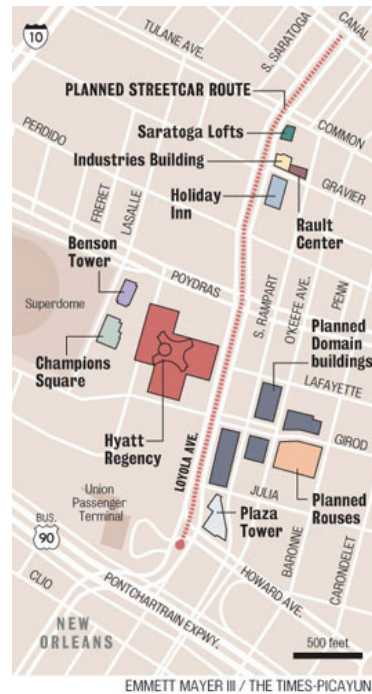 10
TULANE AVE.
S. SARATOGA
CANAL
PLANNED STREETCAR ROUTE
PERDIDO
Saratoga Lofts
COMMON
Industries Building
GRAVIER
FRERET
LASALLE
Holiday
Inn
Rault
Center
Benson
Tower
POYDRAS
Superdome
S. RAMPART
O'KEEFE AVE.
PENN
Planned
Domain
buildings
Champions
Square
LAFAYETTE
Hyatt
Regency
LOYOLA AVE.
GIROD
Union
Passenger
Terminal
JULIA
Planned
Rouses
BUS.
90
Plaza
Tower
BARONNE
CARONDELET
CLIO
PONTCHARTRAIN EXPWY.
HOWARD AVE.
NEW
ORLEANS
500 feet
EMMETT MAYER III / THE TIMES-PICAYUN